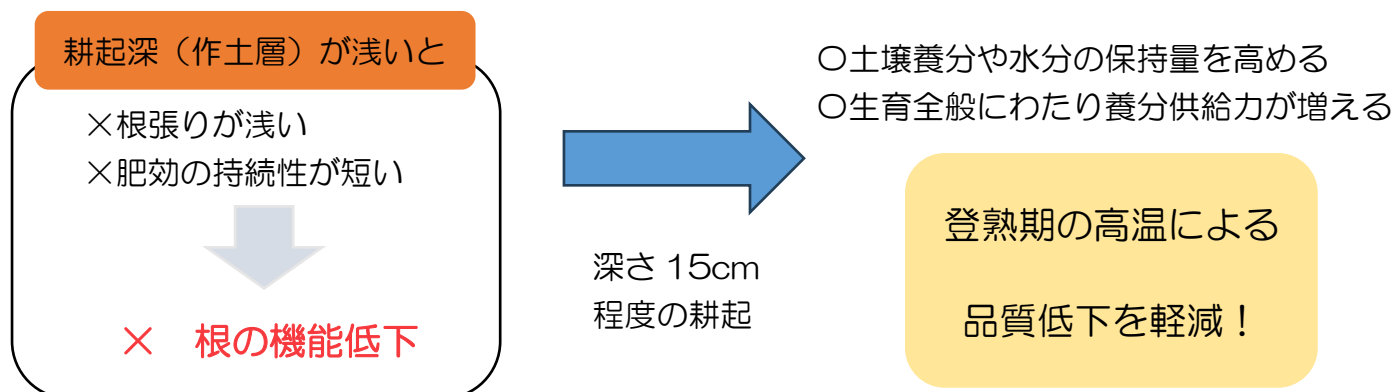 耕起深（作土層）が浅いと
×根張りが浅い
×肥効の持続性が短い
×　根の機能低下
深さ 15cm
程度の耕起
〇土壌養分や水分の保持量を高める
〇生育全般にわたり養分供給力が増える
登熟期の高温による
品質低下を軽減！